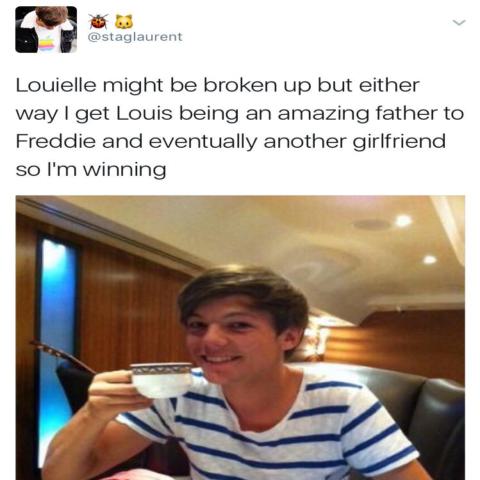 @staglaurent
Louielle might be broken up but either
way I get Louis being an amazing father to
Freddie and eventually another girlfriend
so I'm winning